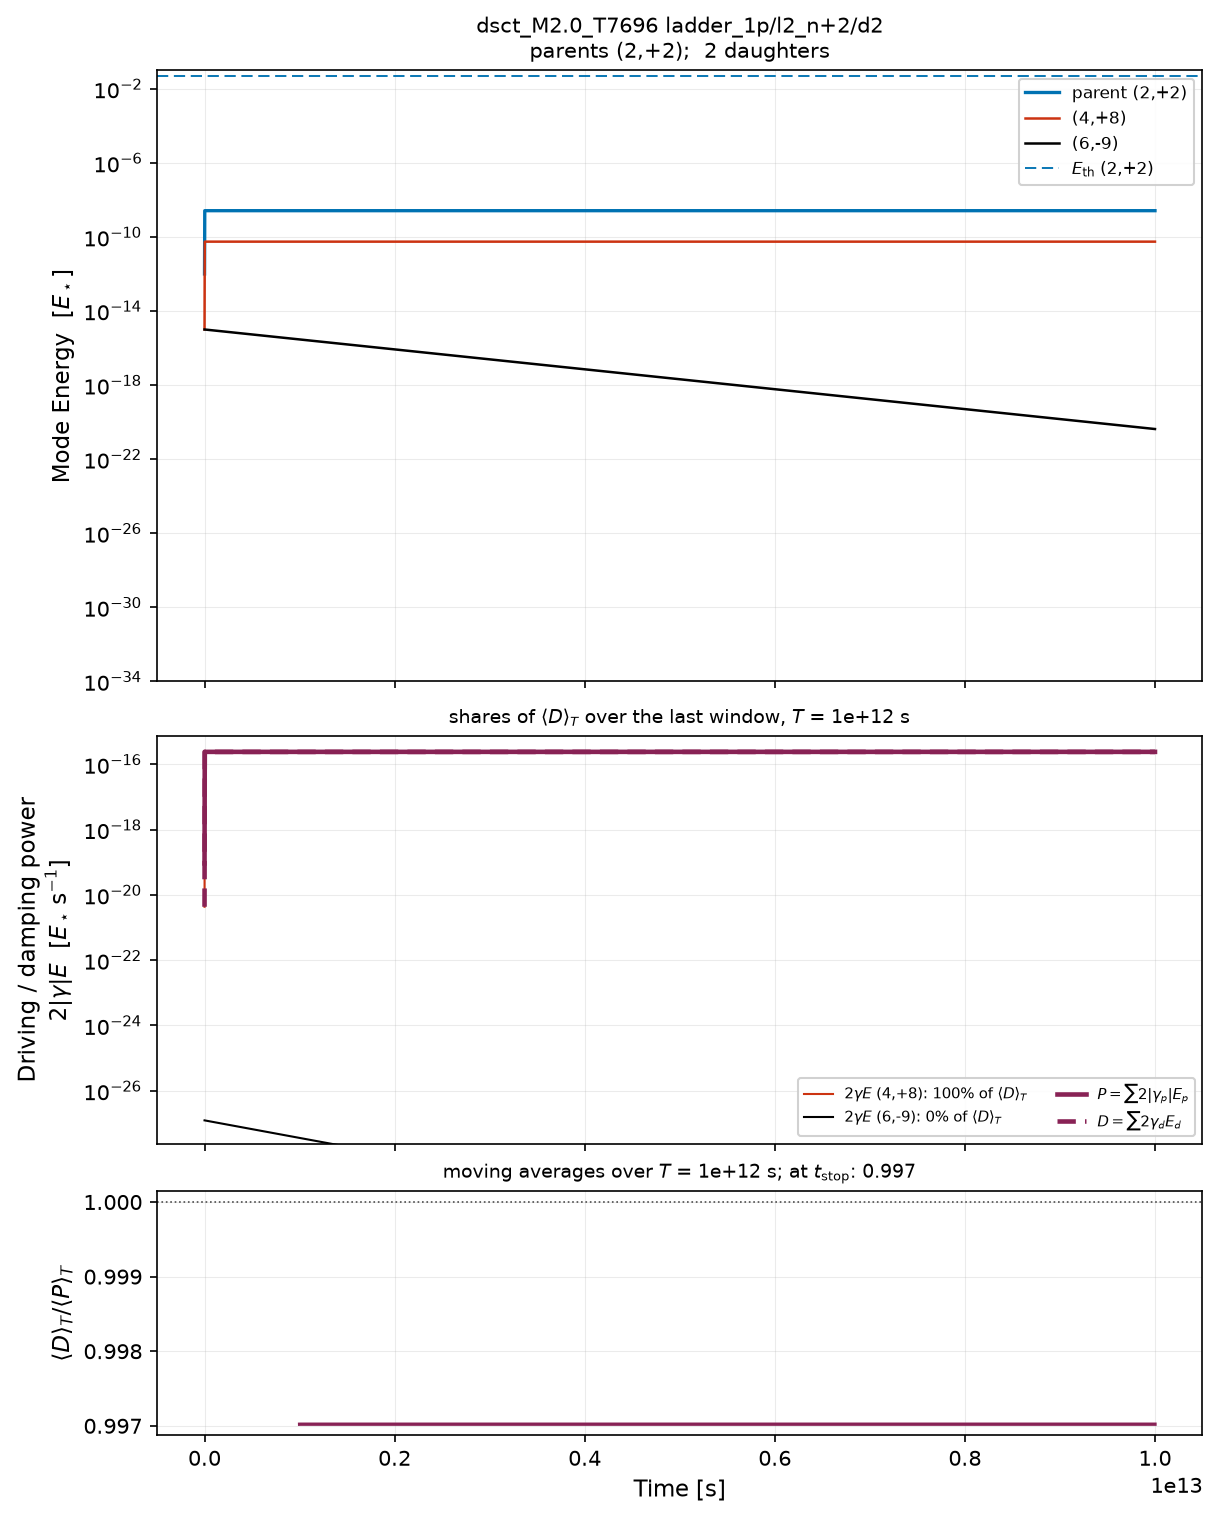 dsct_M2.0_T7696 ladder_1p/l2_n+2/d2
parents (2,+2);  2 daughters
10⁻²
10⁻⁶
10⁻¹⁰
10⁻¹⁴
10⁻¹⁸
10⁻²²
10⁻²⁶
10⁻³⁰
10⁻³⁴
Mode Energy [E⋆]
parent (2,+2)
(4,+8)
(6,-9)
E_th (2,+2)
shares of ⟨D⟩_T over the last window, T = 1e+12 s
10⁻¹⁶
10⁻¹⁸
10⁻²⁰
10⁻²²
10⁻²⁴
10⁻²⁶
Driving / damping power
2|γ|E [E⋆ s⁻¹]
2γE (4,+8): 100% of ⟨D⟩_T
2γE (6,-9): 0% of ⟨D⟩_T
P = ∑2|γ_p|E_p
D = ∑2γ_dE_d
moving averages over T = 1e+12 s; at t_stop: 0.997
1.000
0.999
0.998
0.997
⟨D⟩_T/⟨P⟩_T
0.0
0.2
0.4
0.6
0.8
1.0
1e13
Time [s]